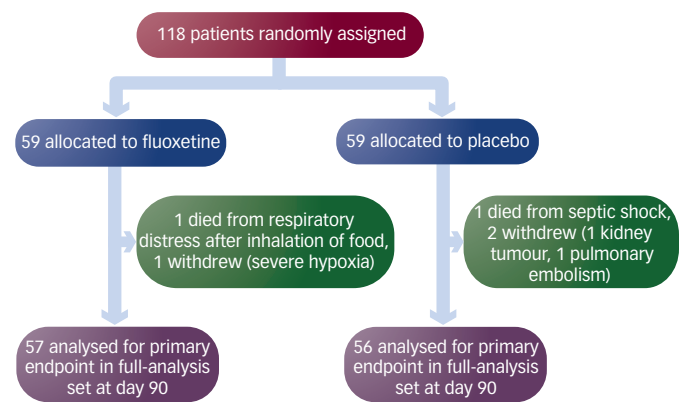 118 patients randomly assigned
59 allocated to fluoxetine
59 allocated to placebo
1 died from respiratory
distress after inhalation of food,
1 withdrew (severe hypoxia)
1 died from septic shock,
2 withdrew (1 kidney
tumour, 1 pulmonary
embolism)
57 analysed for primary
endpoint in full-analysis
set at day 90
56 analysed for primary
endpoint in full-analysis
set at day 90